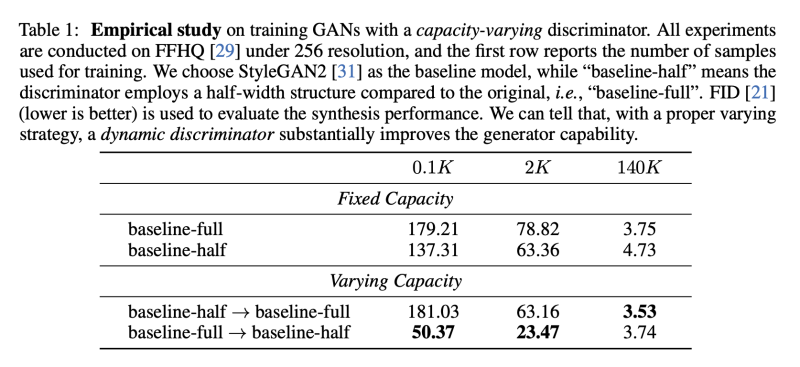 Table 1: Empirical study on training GANs with a capacity-varying discriminator. All experiments
are conducted on FFHQ [29] under 256 resolution, and the first row reports the number of samples
used for training. We choose StyleGAN2 [31] as the baseline model, while “baseline-half” means the
discriminator employs a half-width structure compared to the original, i.e., “baseline-full”. FID [21]
(lower is better) is used to evaluate the synthesis performance. We can tell that, with a proper varying
strategy, a dynamic discriminator substantially improves the generator capability.
0.1K 2K 140K
Fixed Capacity
baseline-full 179.21 78.82 3.75
baseline-half 137.31 63.36 4.73
Varying Capacity
baseline-half → baseline-full 181.03 63.16 3.53
baseline-full → baseline-half 50.37 23.47 3.74